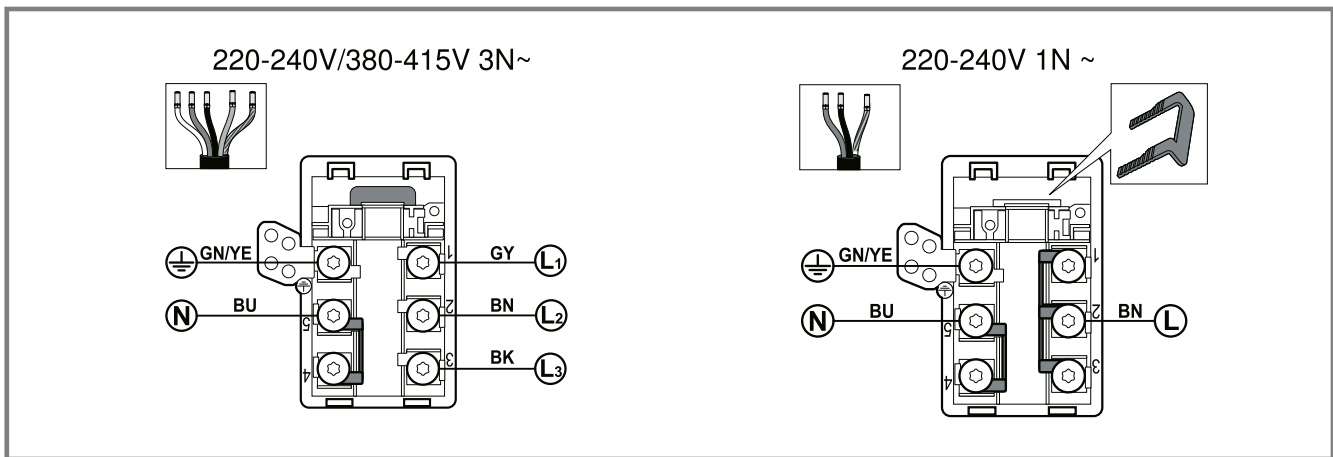 220-240V/380-415V 3N~
GN/YE
GY
L1
1
N
BU
5
BN
L2
2
4
BK
L3
3
220-240V 1N ~
GN/YE
1
N
BU
5
BN
L
2
4
3